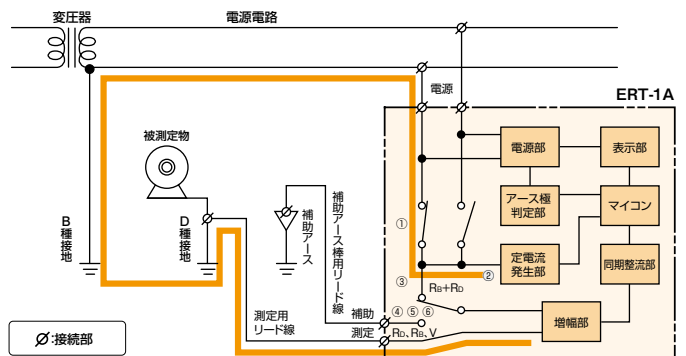 変圧器
電源電路
電源
ERT-1A
被測定物
電源部
表示部
アース極
判定部
マイコン
B種接地
D種接地
補助アース
補助アース棒用リード線
①
定電流
発生部
同期整流部
②
③
RB+RD
測定用
リード線
補助
④ ⑤ ⑥
増幅部
測定
RD、RB、V
:接続部